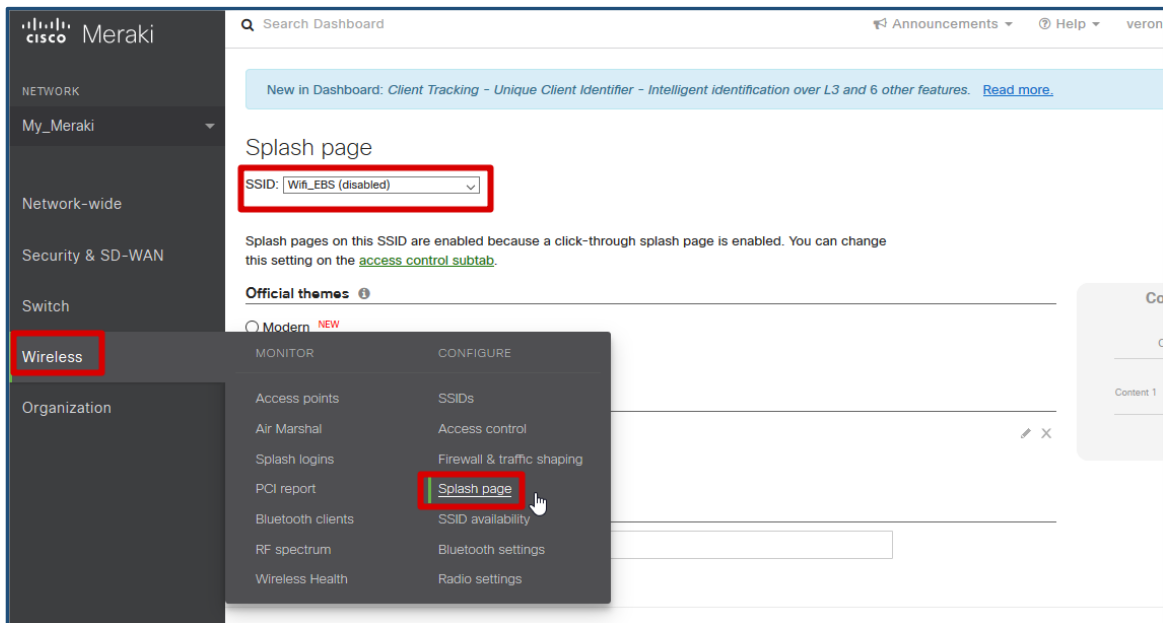 cisco Meraki
Search Dashboard
Announcements
Help
veron
NETWORK
My_Meraki
Network-wide
Security & SD-WAN
Switch
Wireless
Organization
New in Dashboard: Client Tracking - Unique Client Identifier - Intelligent identification over L3 and 6 other features. Read more.
Splash page
SSID: Wifi_EBS (disabled)
Splash pages on this SSID are enabled because a click-through splash page is enabled. You can change
this setting on the access control subtab.
Official themes
Modern NEW
MONITOR
Access points
Air Marshal
Splash logins
PCI report
Bluetooth clients
RF spectrum
Wireless Health
CONFIGURE
SSIDs
Access control
Firewall & traffic shaping
Splash page
SSID availability
Bluetooth settings
Radio settings
Co
C
Content 1